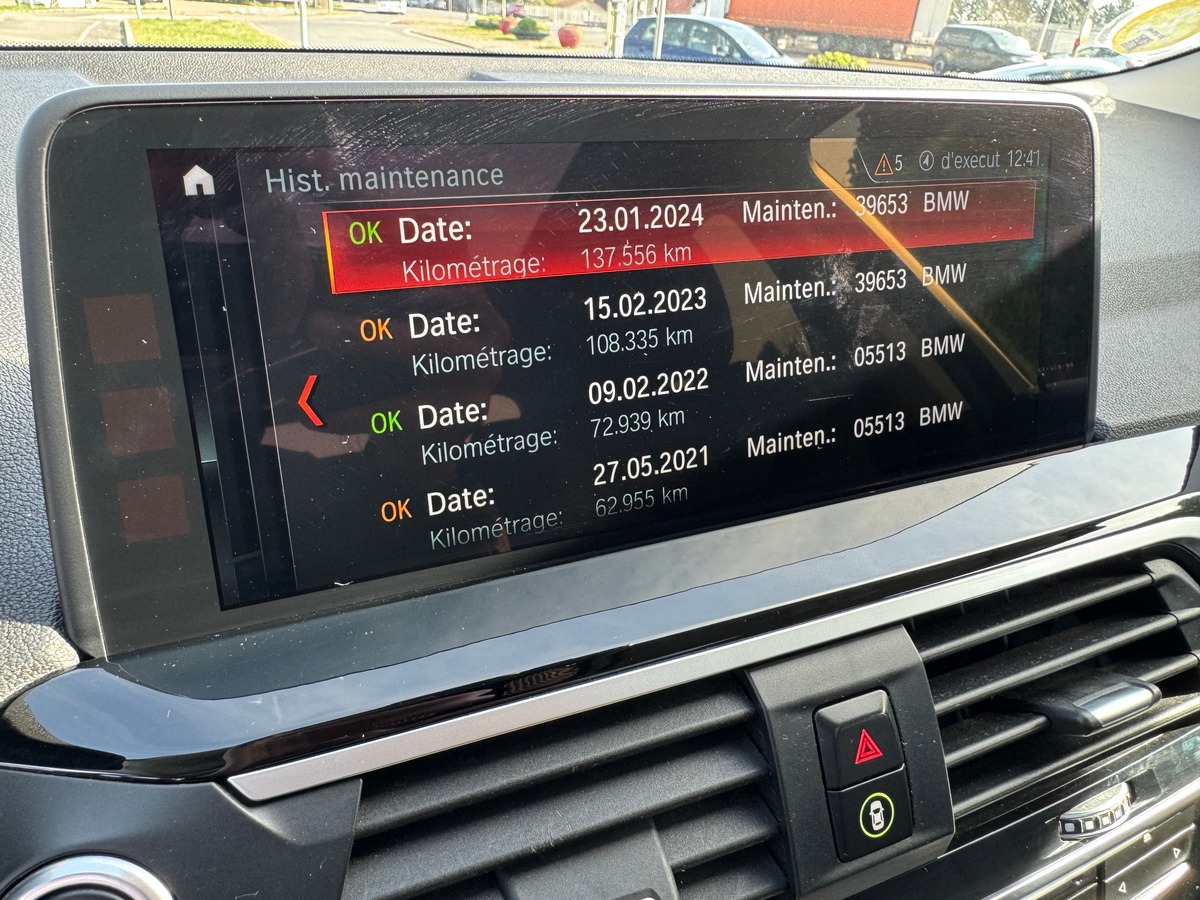 Hist. maintenance
5 d'execut 12:41
OK Date: 23.01.2024 Mainten.: 39653 BMW
Kilométrage: 137.556 km
OK Date: 15.02.2023 Mainten.: 39653 BMW
Kilométrage: 108.335 km
OK Date: 09.02.2022 Mainten.: 05513 BMW
Kilométrage: 72.939 km
OK Date: 27.05.2021 Mainten.: 05513 BMW
Kilométrage: 62.955 km